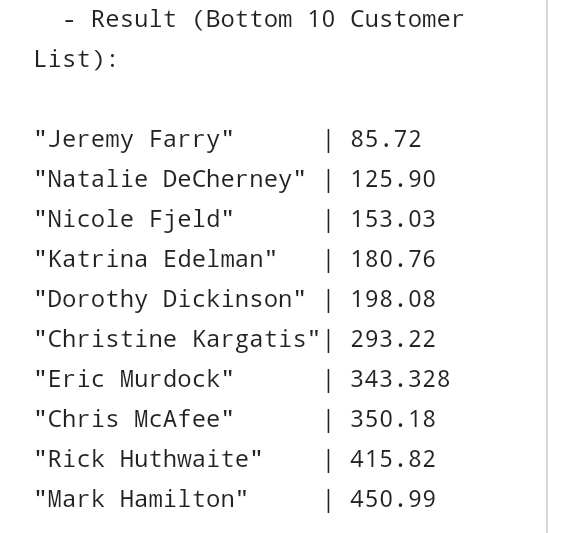 - Result (Bottom 10 Customer
List):
"Jeremy Farry"      | 85.72
"Natalie DeCherney" | 125.90
"Nicole Fjeld"      | 153.03
"Katrina Edelman"   | 180.76
"Dorothy Dickinson" | 198.08
"Christine Kargatis"| 293.22
"Eric Murdock"      | 343.328
"Chris McAfee"      | 350.18
"Rick Huthwaite"    | 415.82
"Mark Hamilton"     | 450.99